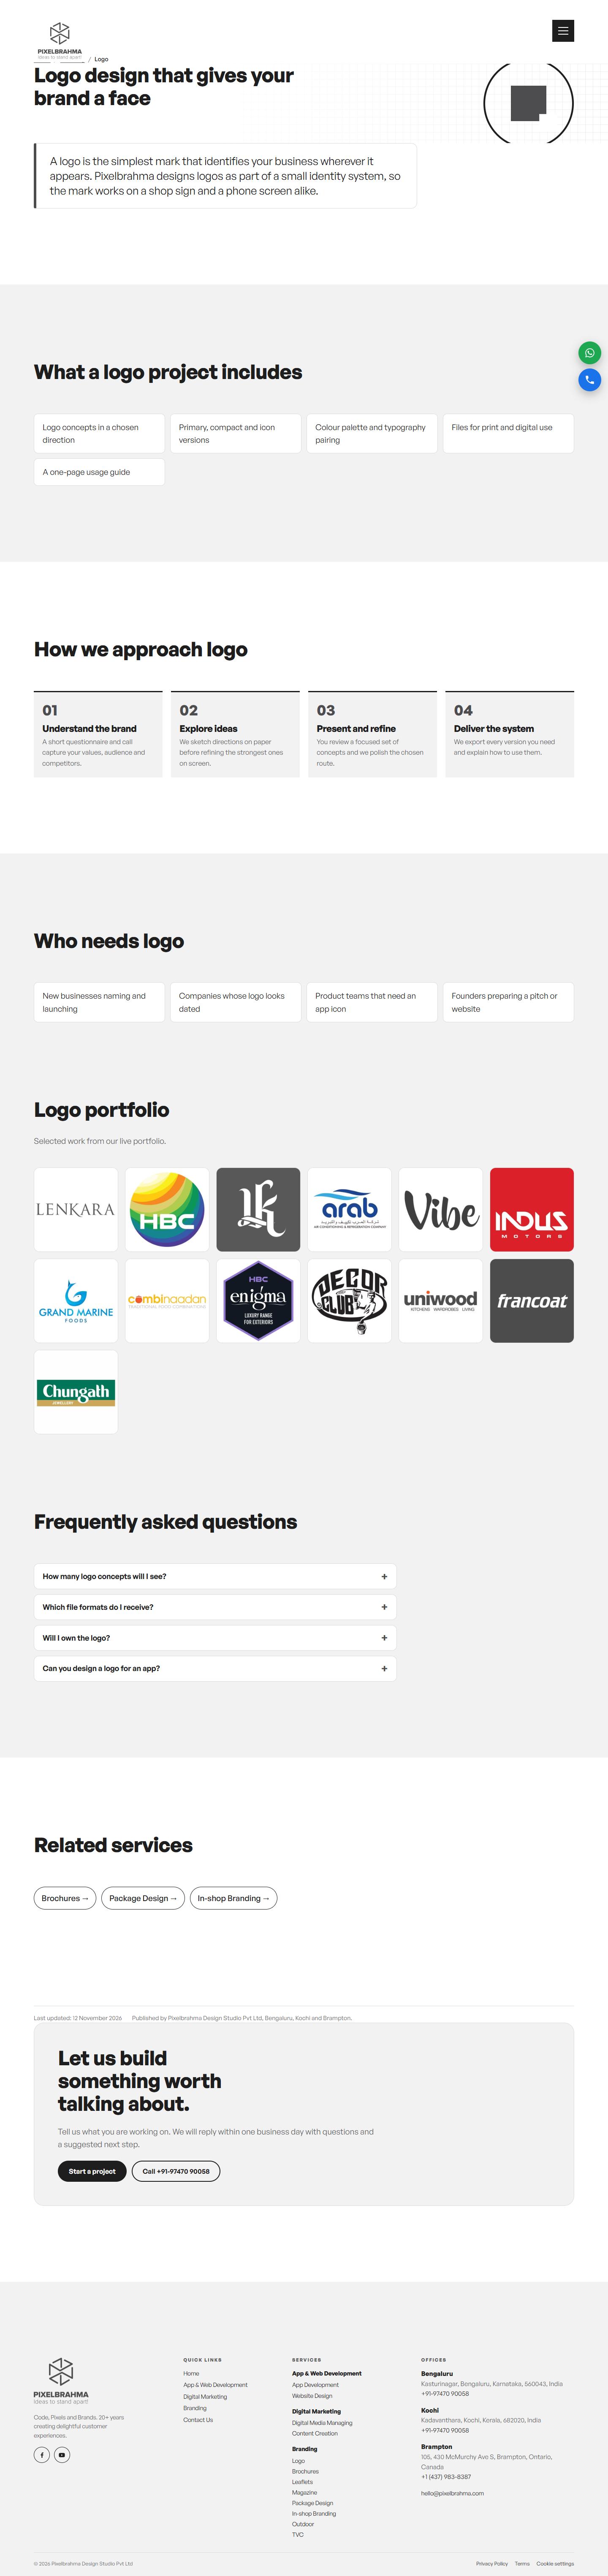 PIXELBRAHMA
ideas to stand apart
/ Logo
Logo design that gives your
brand a face
A logo is the simplest mark that identifies your business wherever it
appears. Pixelbrahma designs logos as part of a small identity system, so
the mark works on a shop sign and a phone screen alike.
What a logo project includes
Logo concepts in a chosen
direction
Primary, compact and icon
versions
Colour palette and typography
pairing
Files for print and digital use
A one-page usage guide
How we approach logo
01
Understand the brand
A short questionnaire and call
capture your values, audience and
competitors.
02
Explore ideas
We sketch directions on paper
before refining the strongest ones
on screen.
03
Present and refine
You review a focused set of
concepts and we polish the chosen
route.
04
Deliver the system
We export every version you need
and explain how to use them.
Who needs logo
New businesses naming and
launching
Companies whose logo looks
dated
Product teams that need an
app icon
Founders preparing a pitch or
website
Logo portfolio
Selected work from our live portfolio.
LENKARA
HBC
arab
AIR CONDITIONING & REFRIGERATION COMPANY
Vibe
INDUS
MOTORS
GRAND MARINE
FOODS
combinaadan
TRADITIONAL FOOD COMBINATIONS
HBC
enigma
LUXURY RANGE
FOR EXTERIORS
DECOR
CLUB
uniwood
KITCHENS WARDROBES LIVING
francoat
Chungath
JEWELLERY
Frequently asked questions
How many logo concepts will I see? +
Which file formats do I receive? +
Will I own the logo? +
Can you design a logo for an app? +
Related services
Brochures →
Package Design →
In-shop Branding →
Last updated: 12 November 2026 Published by Pixelbrahma Design Studio Pvt Ltd, Bengaluru, Kochi and Brampton.
Let us build
something worth
talking about.
Tell us what you are working on. We will reply within one business day with questions and
a suggested next step.
Start a project
Call +91-97470 90058
PIXELBRAHMA
ideas to stand apart
Code, Pixels and Brands. 20+ years
creating delightful customer
experiences.
QUICK LINKS
Home
App & Web Development
Digital Marketing
Branding
Contact Us
SERVICES
App & Web Development
App Development
Website Design
Digital Marketing
Digital Media Managing
Content Creation
Branding
Logo
Brochures
Leaflets
Magazine
Package Design
In-shop Branding
Outdoor
TVC
OFFICES
Bengaluru
Kasturinagar, Bengaluru, Karnataka, 560043, India
+91-97470 90058
Kochi
Kadavanthara, Kochi, Kerala, 682020, India
+91-97470 90058
Brampton
105, 430 McMurchy Ave S, Brampton, Ontario,
Canada
+1 (437) 983-8387
hello@pixelbrahma.com
© 2026 Pixelbrahma Design Studio Pvt Ltd
Privacy Policy Terms Cookie settings